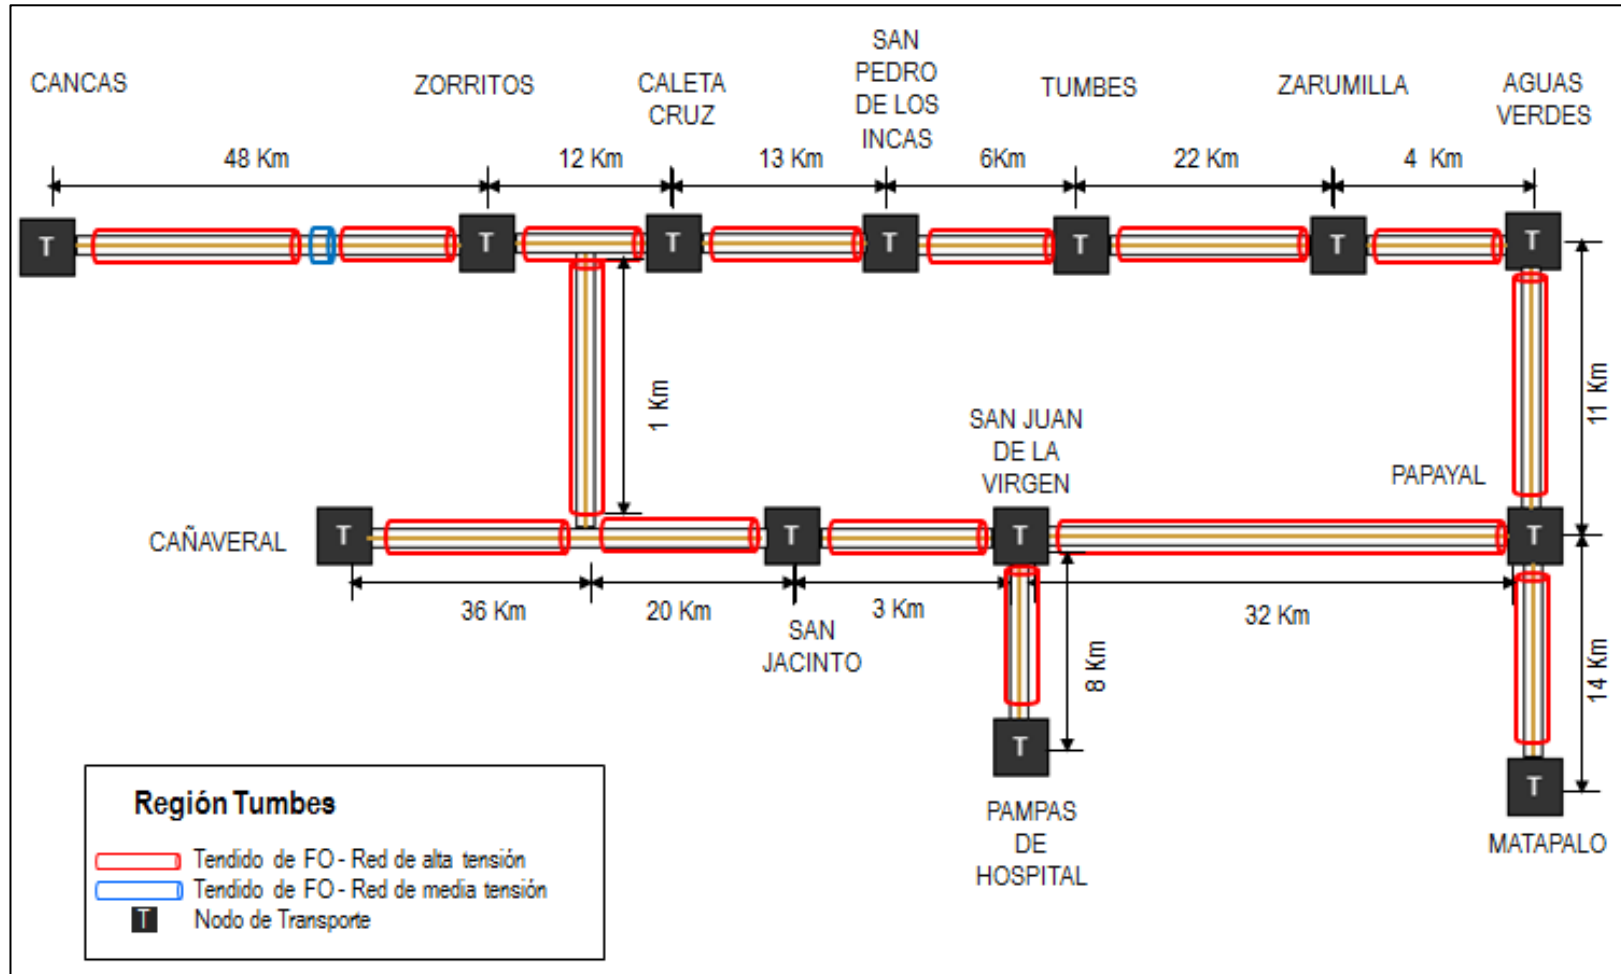 CANCAS
ZORRITOS
CALETA
CRUZ
SAN
PEDRO
DE LOS
INCAS
TUMBES
ZARUMILLA
AGUAS
VERDES
48 Km
12 Km
13 Km
6Km
22 Km
4 Km
T
T
T
T
T
T
T
1 Km
11 Km
SAN JUAN
DE LA
VIRGEN
PAPAYAL
CAÑAVERAL
T
T
T
T
36 Km
20 Km
3 Km
32 Km
SAN
JACINTO
8 Km
14 Km
T
T
PAMPAS
DE
HOSPITAL
MATAPALO
Región Tumbes
Tendido de FO - Red de alta tensión
Tendido de FO - Red de media tensión
T Nodo de Transporte